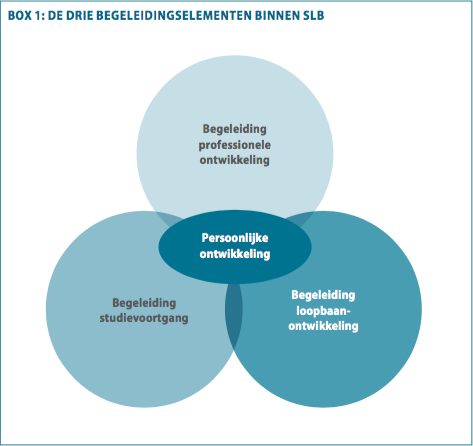 BOX 1: DE DRIE BEGELEIDINGSELEMENTEN BINNEN SLB
Begeleiding
professionele
ontwikkeling
Persoonlijke
ontwikkeling
Begeleiding
studievoortgang
Begeleiding
loopbaan-
ontwikkeling